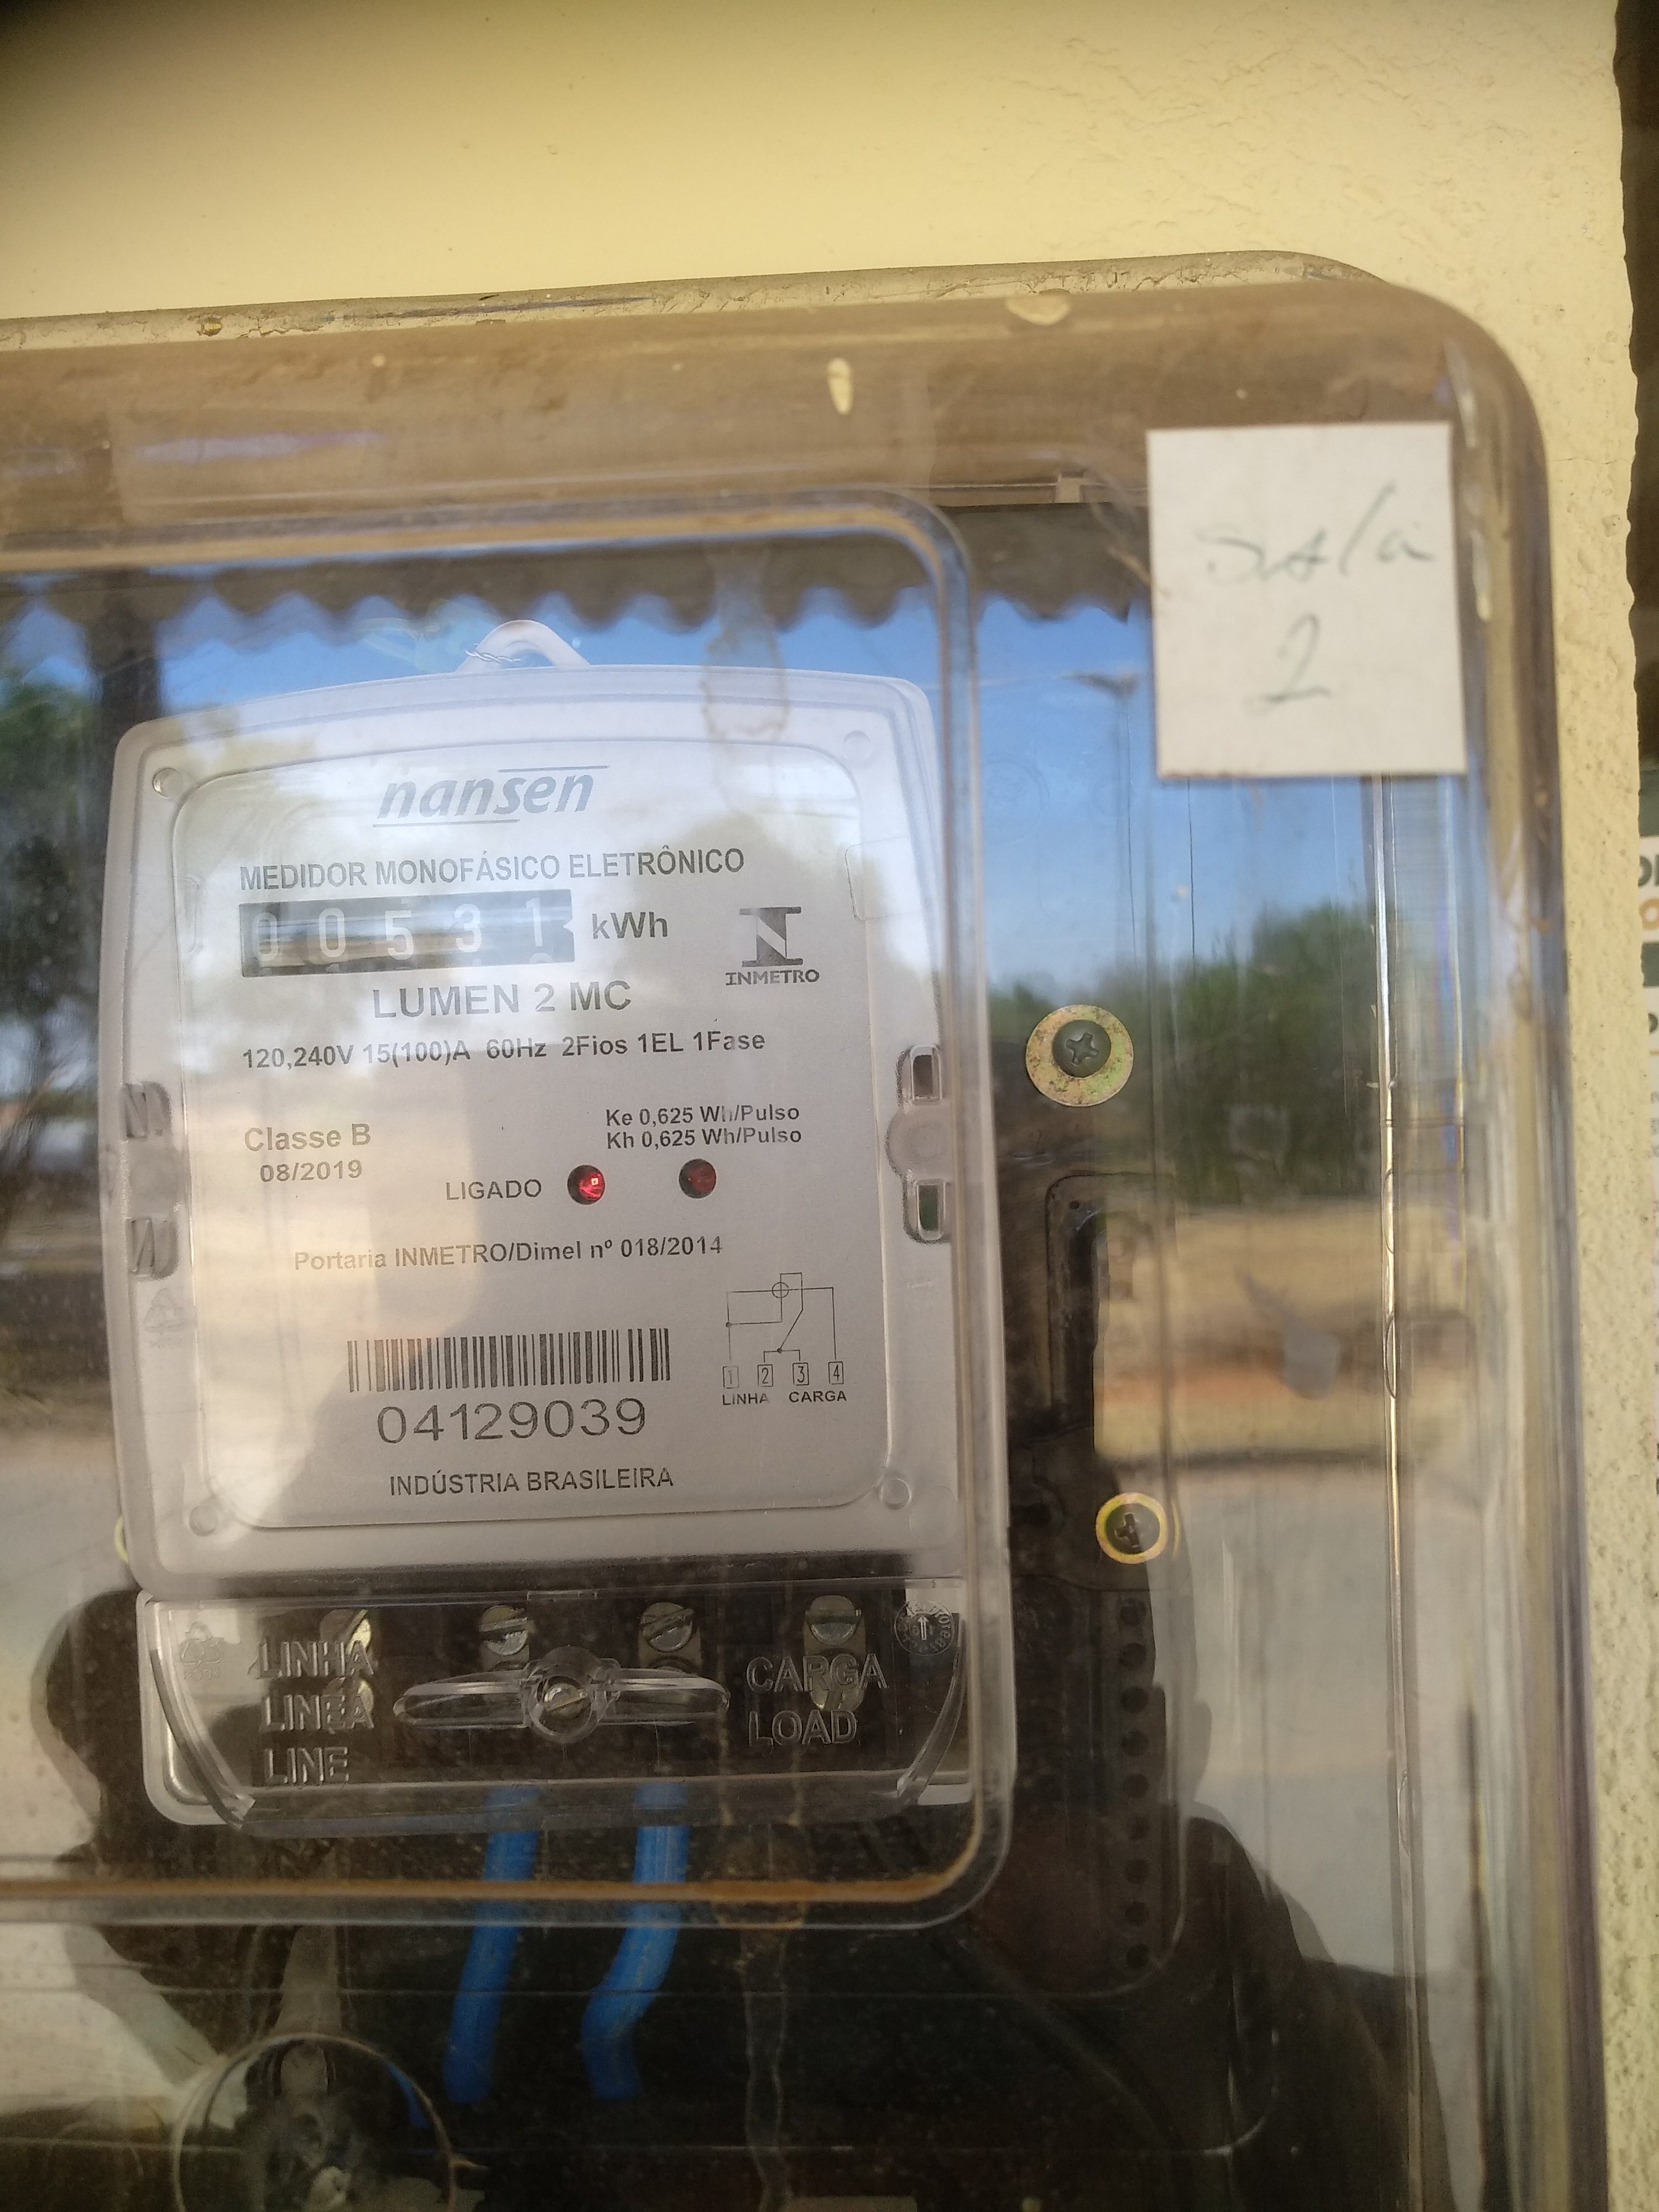 sala
2
nansen
MEDIDOR MONOFÁSICO ELETRÔNICO
00531 kWh
INMETRO
LUMEN 2 MC
120,240V 15(100)A 60Hz 2Fios 1EL 1Fase
Ke 0,625 Wh/Pulso
Kh 0,625 Wh/Pulso
Classe B
08/2019
LIGADO
Portaria INMETRO/Dimel nº 018/2014
1 2 3 4
LINHA CARGA
04129039
INDÚSTRIA BRASILEIRA
LINHA
LINEA
LINE
CARGA
LOAD